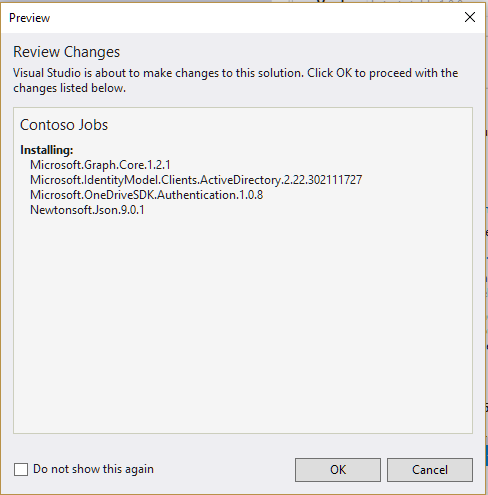 Preview
Review Changes
Visual Studio is about to make changes to this solution. Click OK to proceed with the
changes listed below.
Contoso Jobs
Installing:
Microsoft.Graph.Core.1.2.1
Microsoft.IdentityModel.Clients.ActiveDirectory.2.22.302111727
Microsoft.OneDriveSDK.Authentication.1.0.8
Newtonsoft.Json.9.0.1
Do not show this again
OK
Cancel